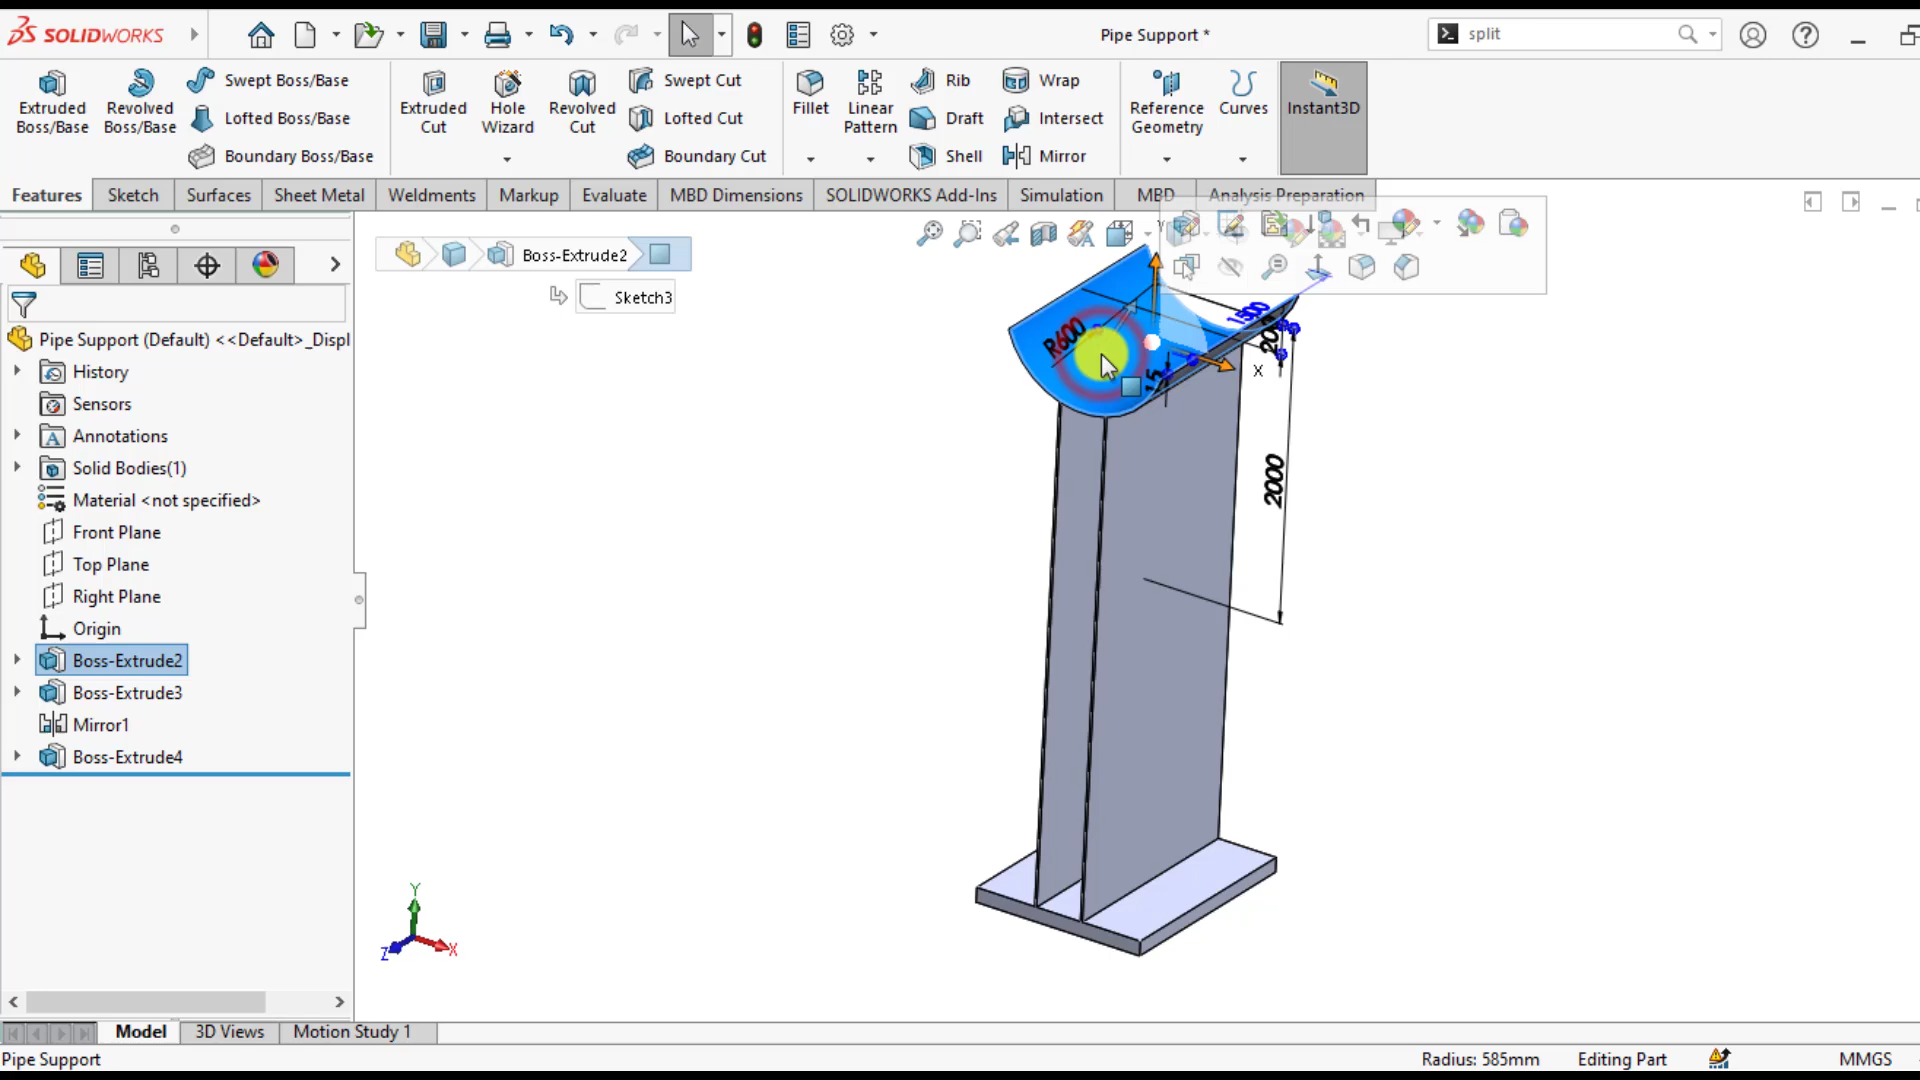 SOLIDWORKS
Pipe Support *
split
Extruded Boss/Base
Revolved Boss/Base
Swept Boss/Base
Lofted Boss/Base
Boundary Boss/Base
Extruded Cut
Hole Wizard
Revolved Cut
Swept Cut
Lofted Cut
Boundary Cut
Fillet
Linear Pattern
Rib
Draft
Shell
Wrap
Intersect
Mirror
Reference Geometry
Curves
Instant3D
Features
Sketch
Surfaces
Sheet Metal
Weldments
Markup
Evaluate
MBD Dimensions
SOLIDWORKS Add-Ins
Simulation
MBD
Analysis Preparation
Boss-Extrude2
Sketch3
Pipe Support (Default) <<Default>_Displ
History
Sensors
Annotations
Solid Bodies(1)
Material <not specified>
Front Plane
Top Plane
Right Plane
Origin
Boss-Extrude2
Boss-Extrude3
Mirror1
Boss-Extrude4
R600
1500
15
X
2000
Y
Z
X
Model
3D Views
Motion Study 1
Pipe Support
Radius: 585mm
Editing Part
MMGS